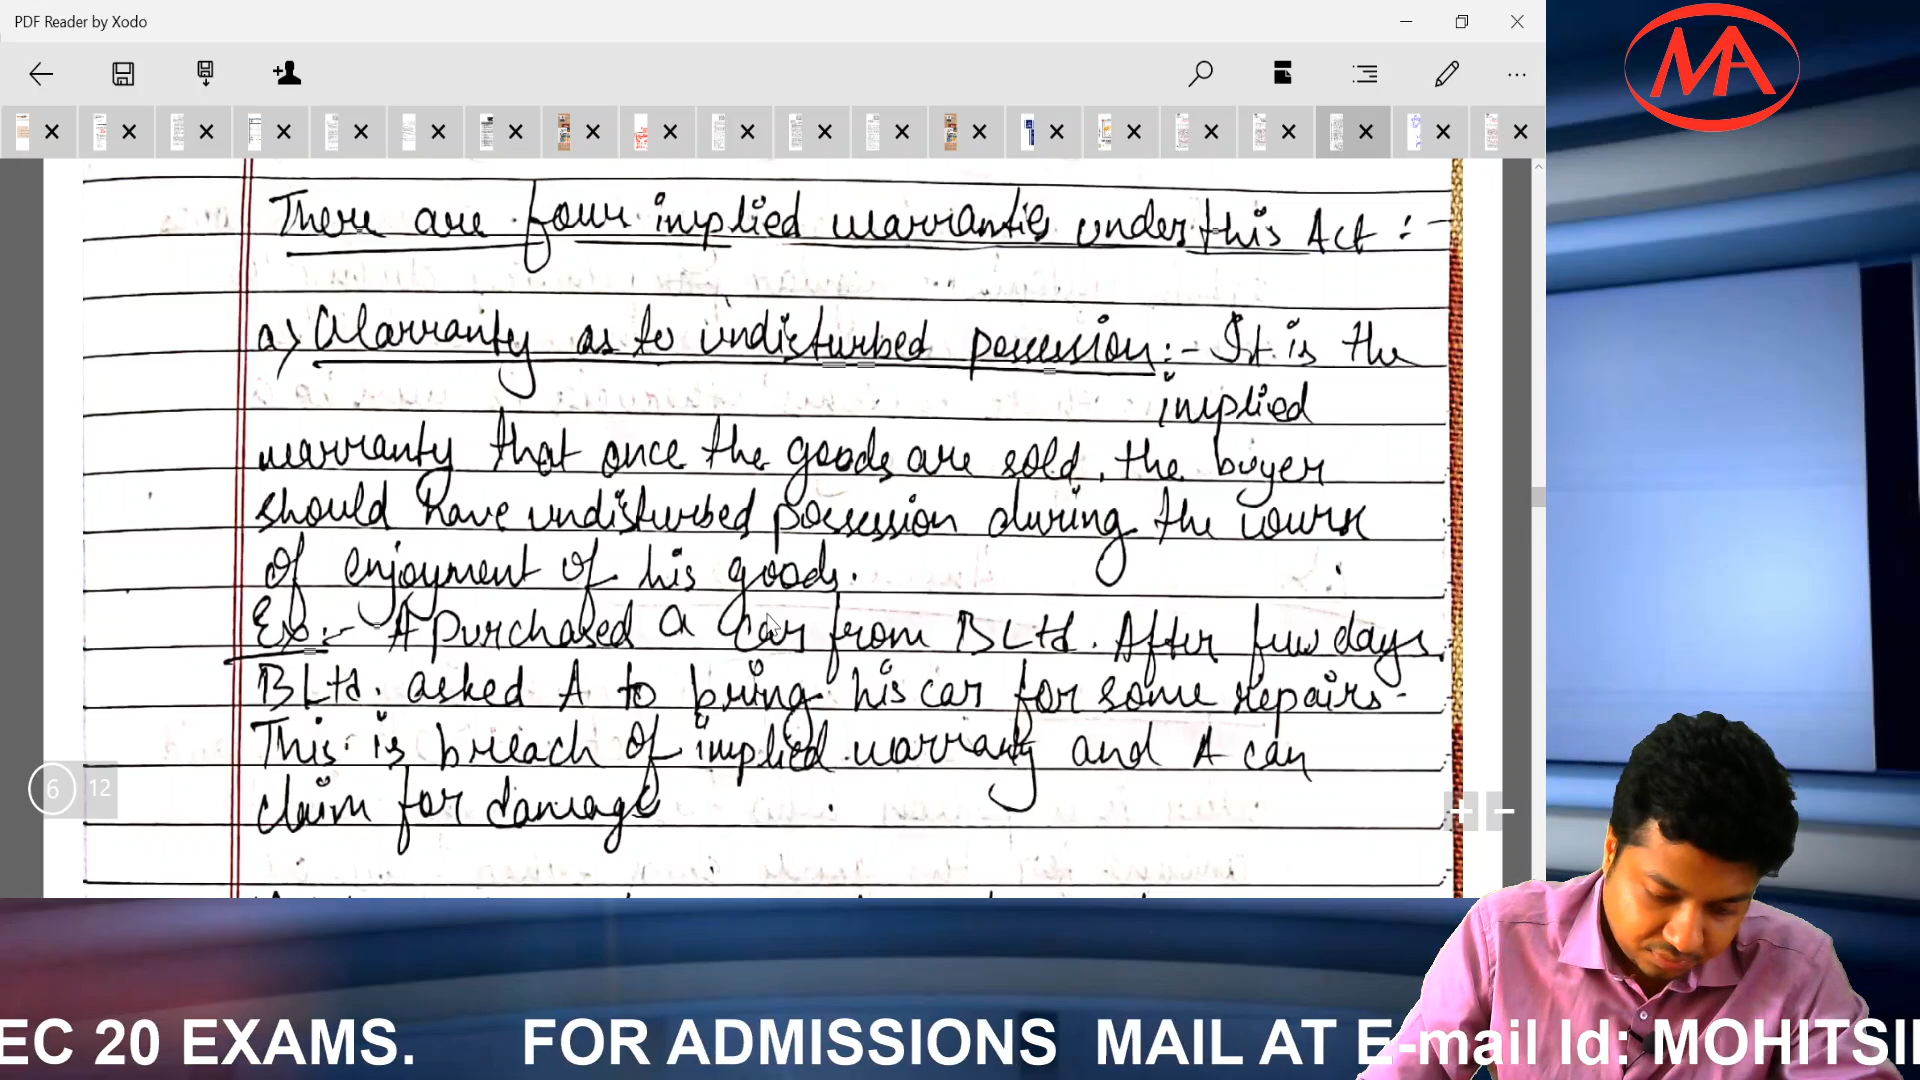 PDF Reader by Xodo
MA
There are four implied warranties under this Act :-
a) Warranty as to undisturbed possession :- It is the
implied
warranty that once the goods are sold, the buyer
should have undisturbed possession during the course
of enjoyment of his goods.
Ex :- A purchased a car from B Ltd. After few days
B Ltd. asked A to bring his car for some repairs.
This is breach of implied warranty and A can
claim for damage
6 12
EC 20 EXAMS. FOR ADMISSIONS MAIL AT E-mail Id: MOHITSI